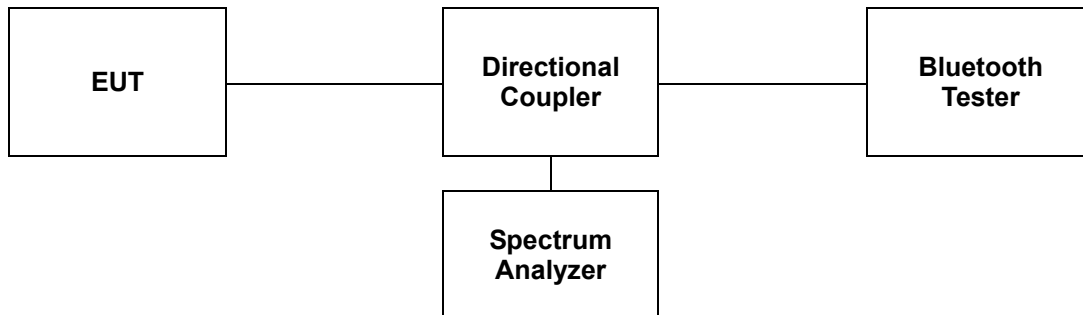 EUT
Directional
Coupler
Bluetooth
Tester
Spectrum
Analyzer